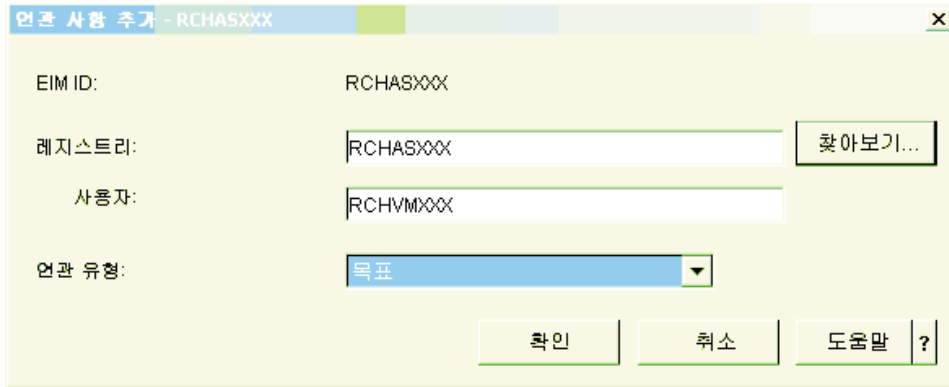 연관 사항 추가 - RCHASXXX
EIM ID: RCHASXXX
레지스트리: RCHASXXX 찾아보기...
사용자: RCHVMXXX
연관 유형: 목표
확인 취소 도움말 ?